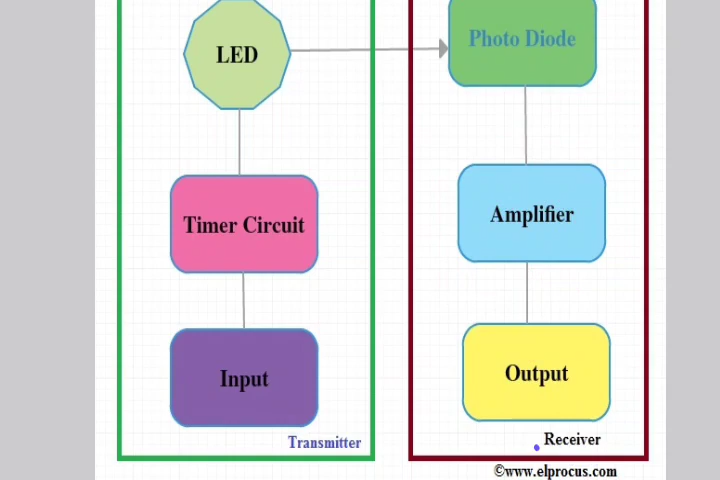 LED
Photo Diode
Timer Circuit
Amplifier
Input
Output
Transmitter
Receiver
©www.elprocus.com